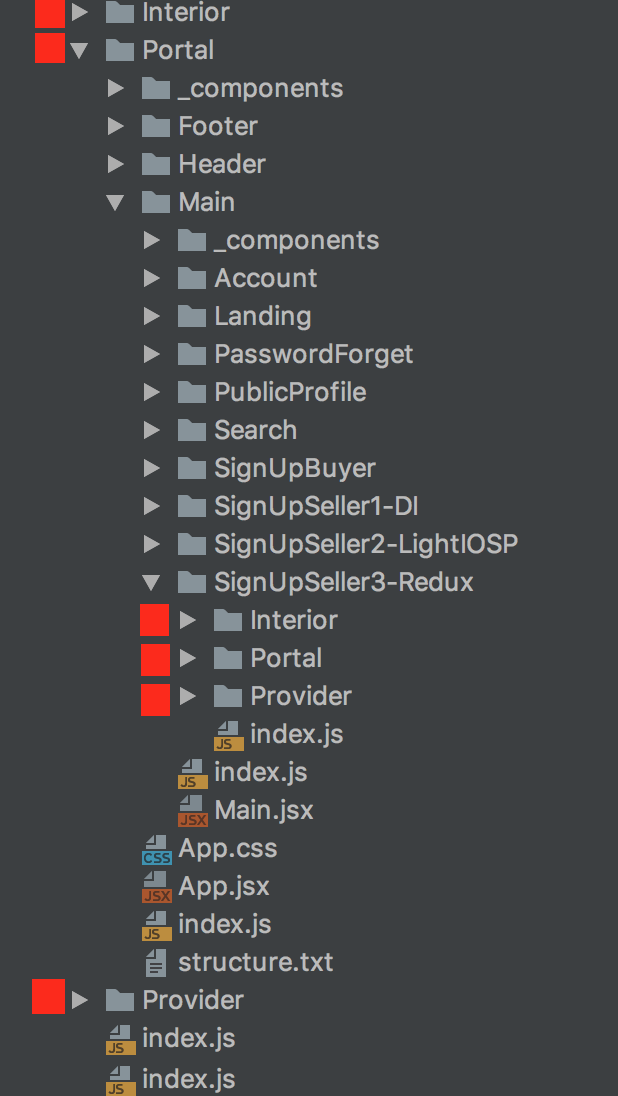 Interior
Portal
_components
Footer
Header
Main
_components
Account
Landing
PasswordForget
PublicProfile
Search
SignUpBuyer
SignUpSeller1-DI
SignUpSeller2-LightIOSP
SignUpSeller3-Redux
Interior
Portal
Provider
JS index.js
JS index.js
JSX Main.jsx
CSS App.css
JSX App.jsx
JS index.js
structure.txt
Provider
JS index.js
JS index.js